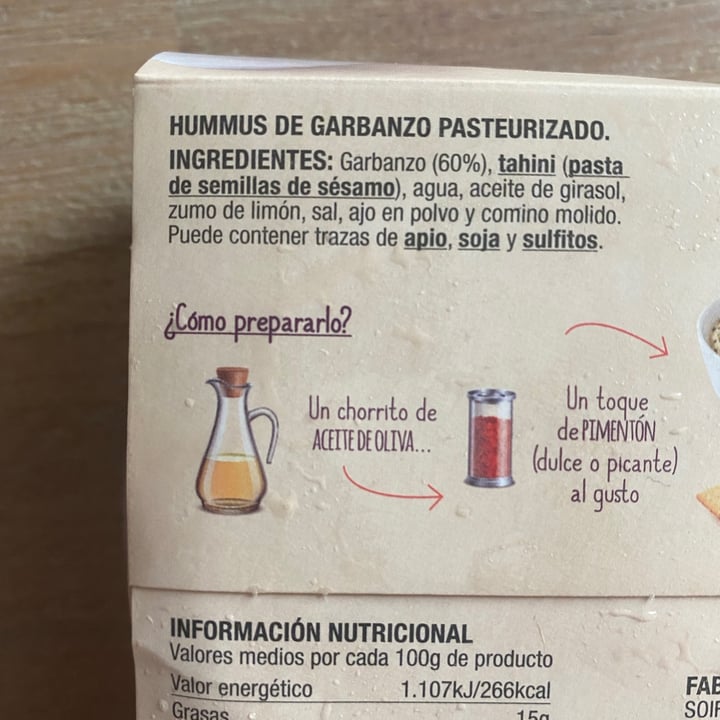 HUMMUS DE GARBANZO PASTEURIZADO.
INGREDIENTES: Garbanzo (60%), tahini (pasta
de semillas de sésamo), agua, aceite de girasol,
zumo de limón, sal, ajo en polvo y comino molido.
Puede contener trazas de apio, soja y sulfitos.
¿Cómo prepararlo?
Un chorrito de
ACEITE DE OLIVA...
Un toque
de PIMENTÓN
(dulce o picante)
al gusto
INFORMACIÓN NUTRICIONAL
Valores medios por cada 100g de producto
Valor energético 1.107kJ/266kcal
Grasas 15g